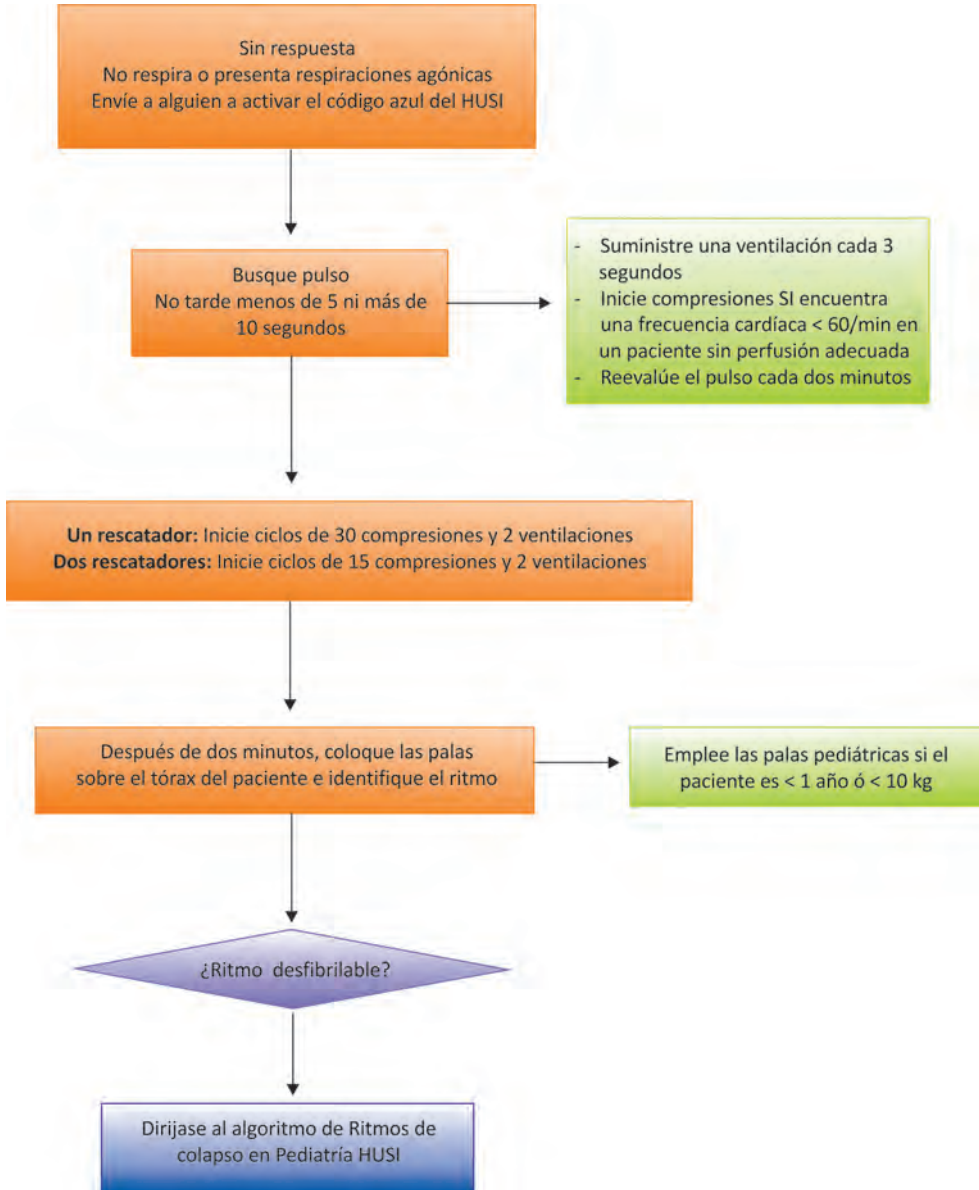 Sin respuesta
No respira o presenta respiraciones agónicas
Envíe a alguien a activar el código azul del HUSI
Busque pulso
No tarde menos de 5 ni más de
10 segundos
- Suministre una ventilación cada 3
segundos
- Inicie compresiones SI encuentra
una frecuencia cardíaca < 60/min en
un paciente sin perfusión adecuada
- Reevalúe el pulso cada dos minutos
Un rescatador: Inicie ciclos de 30 compresiones y 2 ventilaciones
Dos rescatadores: Inicie ciclos de 15 compresiones y 2 ventilaciones
Después de dos minutos, coloque las palas
sobre el tórax del paciente e identifique el ritmo
Emplee las palas pediátricas si el
paciente es < 1 año ó < 10 kg
¿Ritmo desfibrilable?
Dirijase al algoritmo de Ritmos de
colapso en Pediatría HUSI